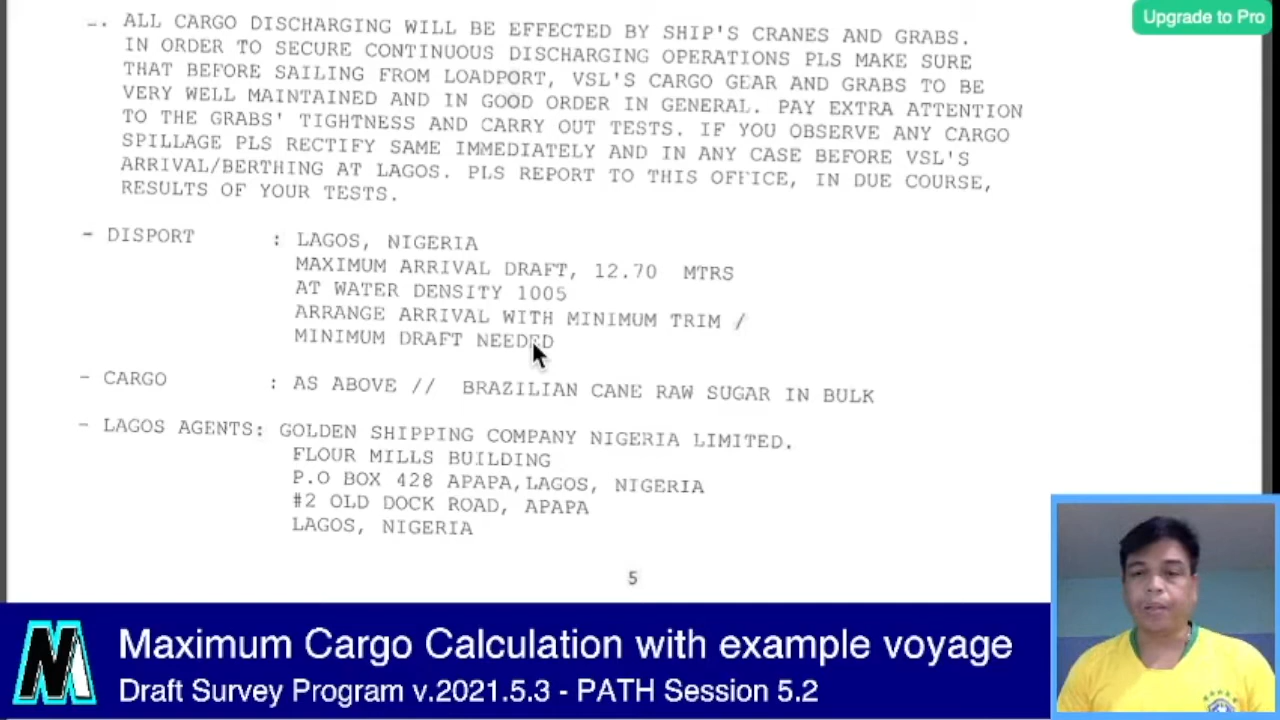 Upgrade to Pro
ALL CARGO DISCHARGING WILL BE EFFECTED BY SHIP'S CRANES AND GRABS.
IN ORDER TO SECURE CONTINUOUS DISCHARGING OPERATIONS PLS MAKE SURE
THAT BEFORE SAILING FROM LOADPORT, VSL'S CARGO GEAR AND GRABS TO BE
VERY WELL MAINTAINED AND IN GOOD ORDER IN GENERAL. PAY EXTRA ATTENTION
TO THE GRABS' TIGHTNESS AND CARRY OUT TESTS. IF YOU OBSERVE ANY CARGO
SPILLAGE PLS RECTIFY SAME IMMEDIATELY AND IN ANY CASE BEFORE VSL'S
ARRIVAL/BERTHING AT LAGOS. PLS REPORT TO THIS OFFICE, IN DUE COURSE,
RESULTS OF YOUR TESTS.
- DISPORT : LAGOS, NIGERIA
MAXIMUM ARRIVAL DRAFT, 12.70 MTRS
AT WATER DENSITY 1005
ARRANGE ARRIVAL WITH MINIMUM TRIM /
MINIMUM DRAFT NEEDED
- CARGO : AS ABOVE // BRAZILIAN CANE RAW SUGAR IN BULK
- LAGOS AGENTS: GOLDEN SHIPPING COMPANY NIGERIA LIMITED.
FLOUR MILLS BUILDING
P.O BOX 428 APAPA,LAGOS, NIGERIA
#2 OLD DOCK ROAD, APAPA
LAGOS, NIGERIA
5
Maximum Cargo Calculation with example voyage
Draft Survey Program v.2021.5.3 - PATH Session 5.2